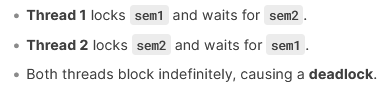 • Thread 1 locks sem1 and waits for sem2.
• Thread 2 locks sem2 and waits for sem1.
• Both threads block indefinitely, causing a deadlock.